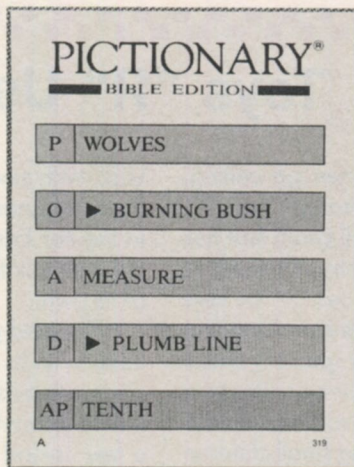 PICTIONARY®
BIBLE EDITION
P WOLVES
O ▶ BURNING BUSH
A MEASURE
D ▶ PLUMB LINE
AP TENTH
A 319